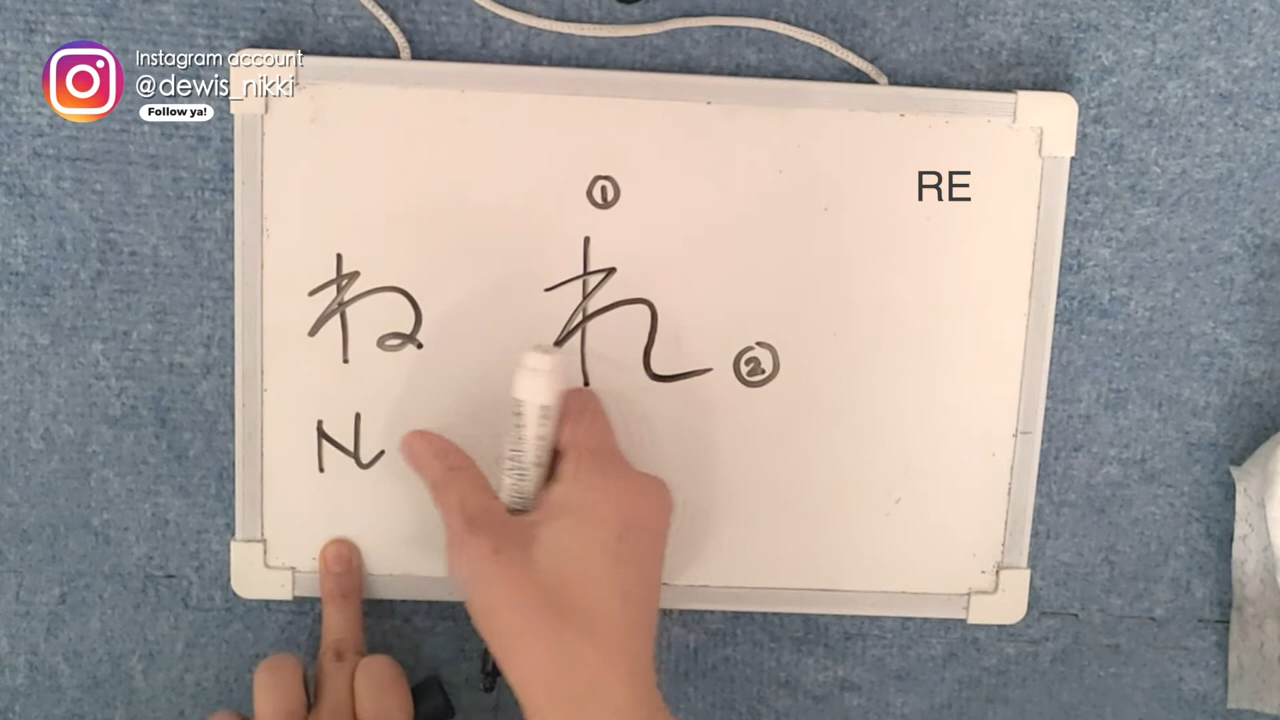 Instagram account
@dewis_nikki
Follow ya!
RE
①
ね れ
②
N